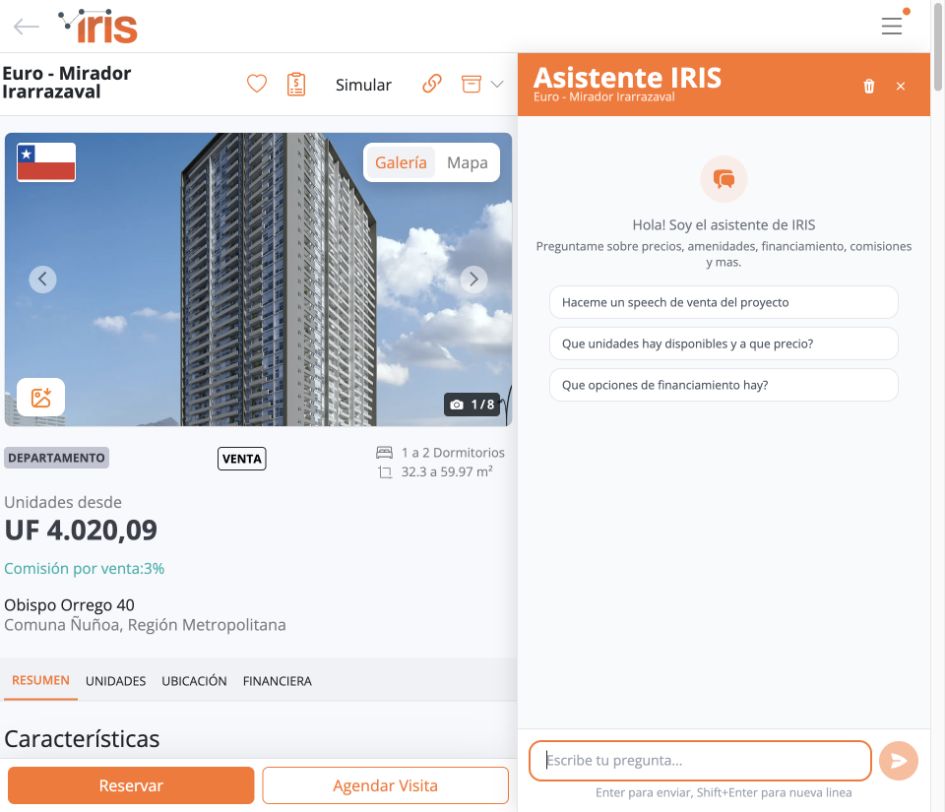 iris
Euro - Mirador
Irarrazaval
Simular
Galería
Mapa
1/8
DEPARTAMENTO
VENTA
1 a 2 Dormitorios
32.3 a 59.97 m²
Unidades desde
UF 4.020,09
Comisión por venta:3%
Obispo Orrego 40
Comuna Ñuñoa, Región Metropolitana
RESUMEN UBICACIÓN UNIDADES FINANCIERA
Características
Reservar
Agendar Visita
Asistente IRIS
Euro - Mirador Irarrazaval
Hola! Soy el asistente de IRIS
Preguntame sobre precios, amenidades, financiamiento, comisiones
y mas.
Haceme un speech de venta del proyecto
Que unidades hay disponibles y a que precio?
Que opciones de financiamiento hay?
Escribe tu pregunta...
Enter para enviar, Shift+Enter para nueva linea